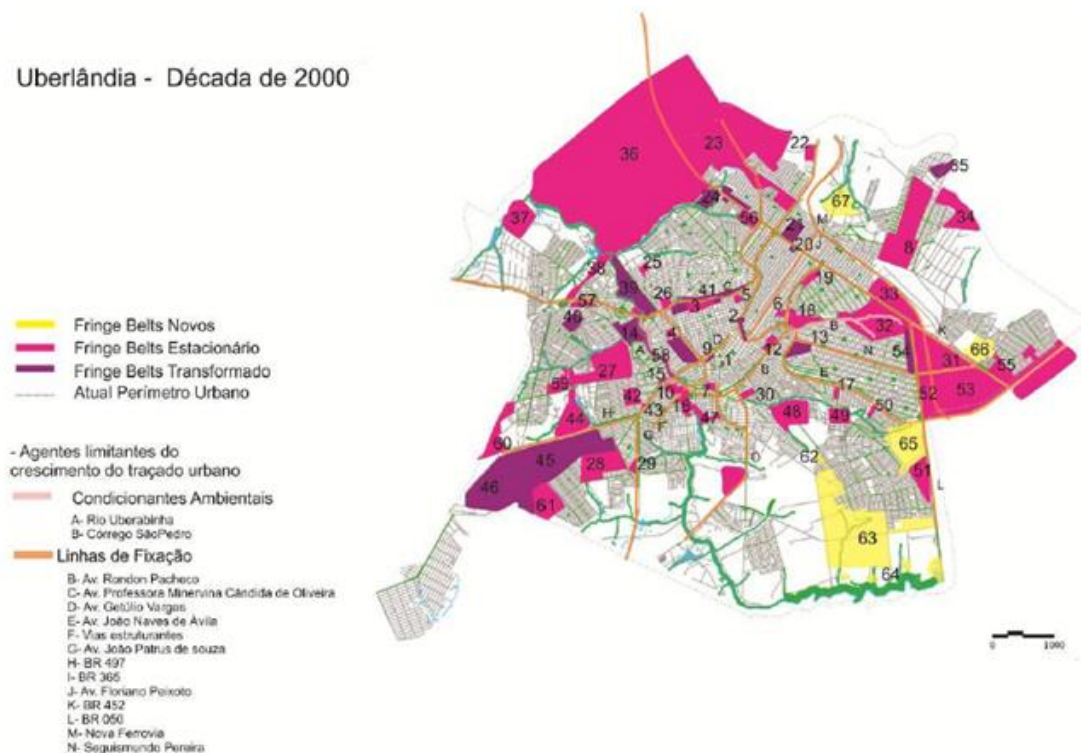 Uberlândia - Década de 2000
Fringe Belts Novos
Fringe Belts Estacionário
Fringe Belts Transformado
Atual Perímetro Urbano
- Agentes limitantes do
crescimento do traçado urbano
Condicionantes Ambientais
A- Rio Uberabinha
B- Córrego SãoPedro
Linhas de Fixação
B- Av. Rondon Pacheco
C- Av. Professora Minervina Cândida de Oliveira
D- Av. Getúlio Vargas
E- Av. João Naves de Ávila
F- Vias estruturantes
G- Av. João Patrus de souza
H- BR 497
I- BR 365
J- Av. Floriano Peixoto
K- BR 452
L- BR 050
M- Nova Ferrovia
N- Seguismundo Pereira
36
23
22
35
24
56
67
M
21
20
J
8
34
37
38
25
39
26
41
C
5
19
33
57
40
3
6
18
32
K
14
4
2
D
B
13
N
54
31
66
55
A
58
9
1
12
E
52
53
27
15
17
59
42
10
7
30
50
44
H
43
16
47
48
49
F
G
65
60
45
28
29
62
51
46
61
L
63
64
0
1000